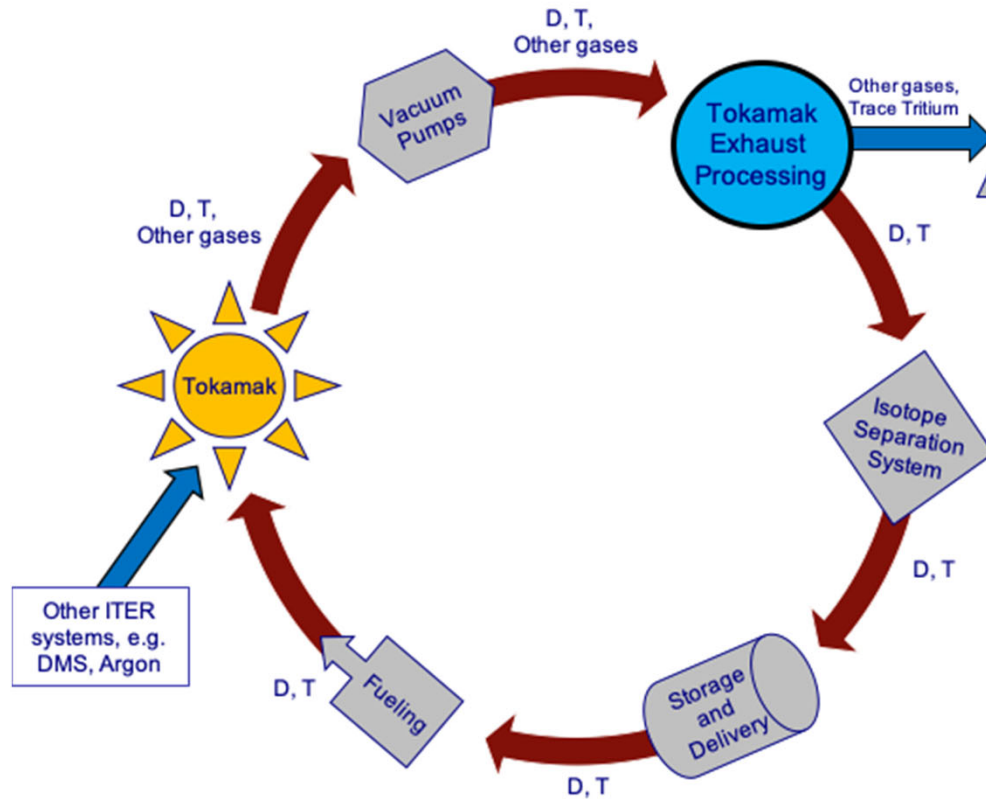 D, T,
Other gases
Vacuum
Pumps
Tokamak
Exhaust
Processing
Other gases,
Trace Tritium
D, T,
Other gases
D, T
Tokamak
Isotope
Separation
System
D, T
Other ITER
systems, e.g.
DMS, Argon
D, T
Fueling
Storage
and
Delivery
D, T